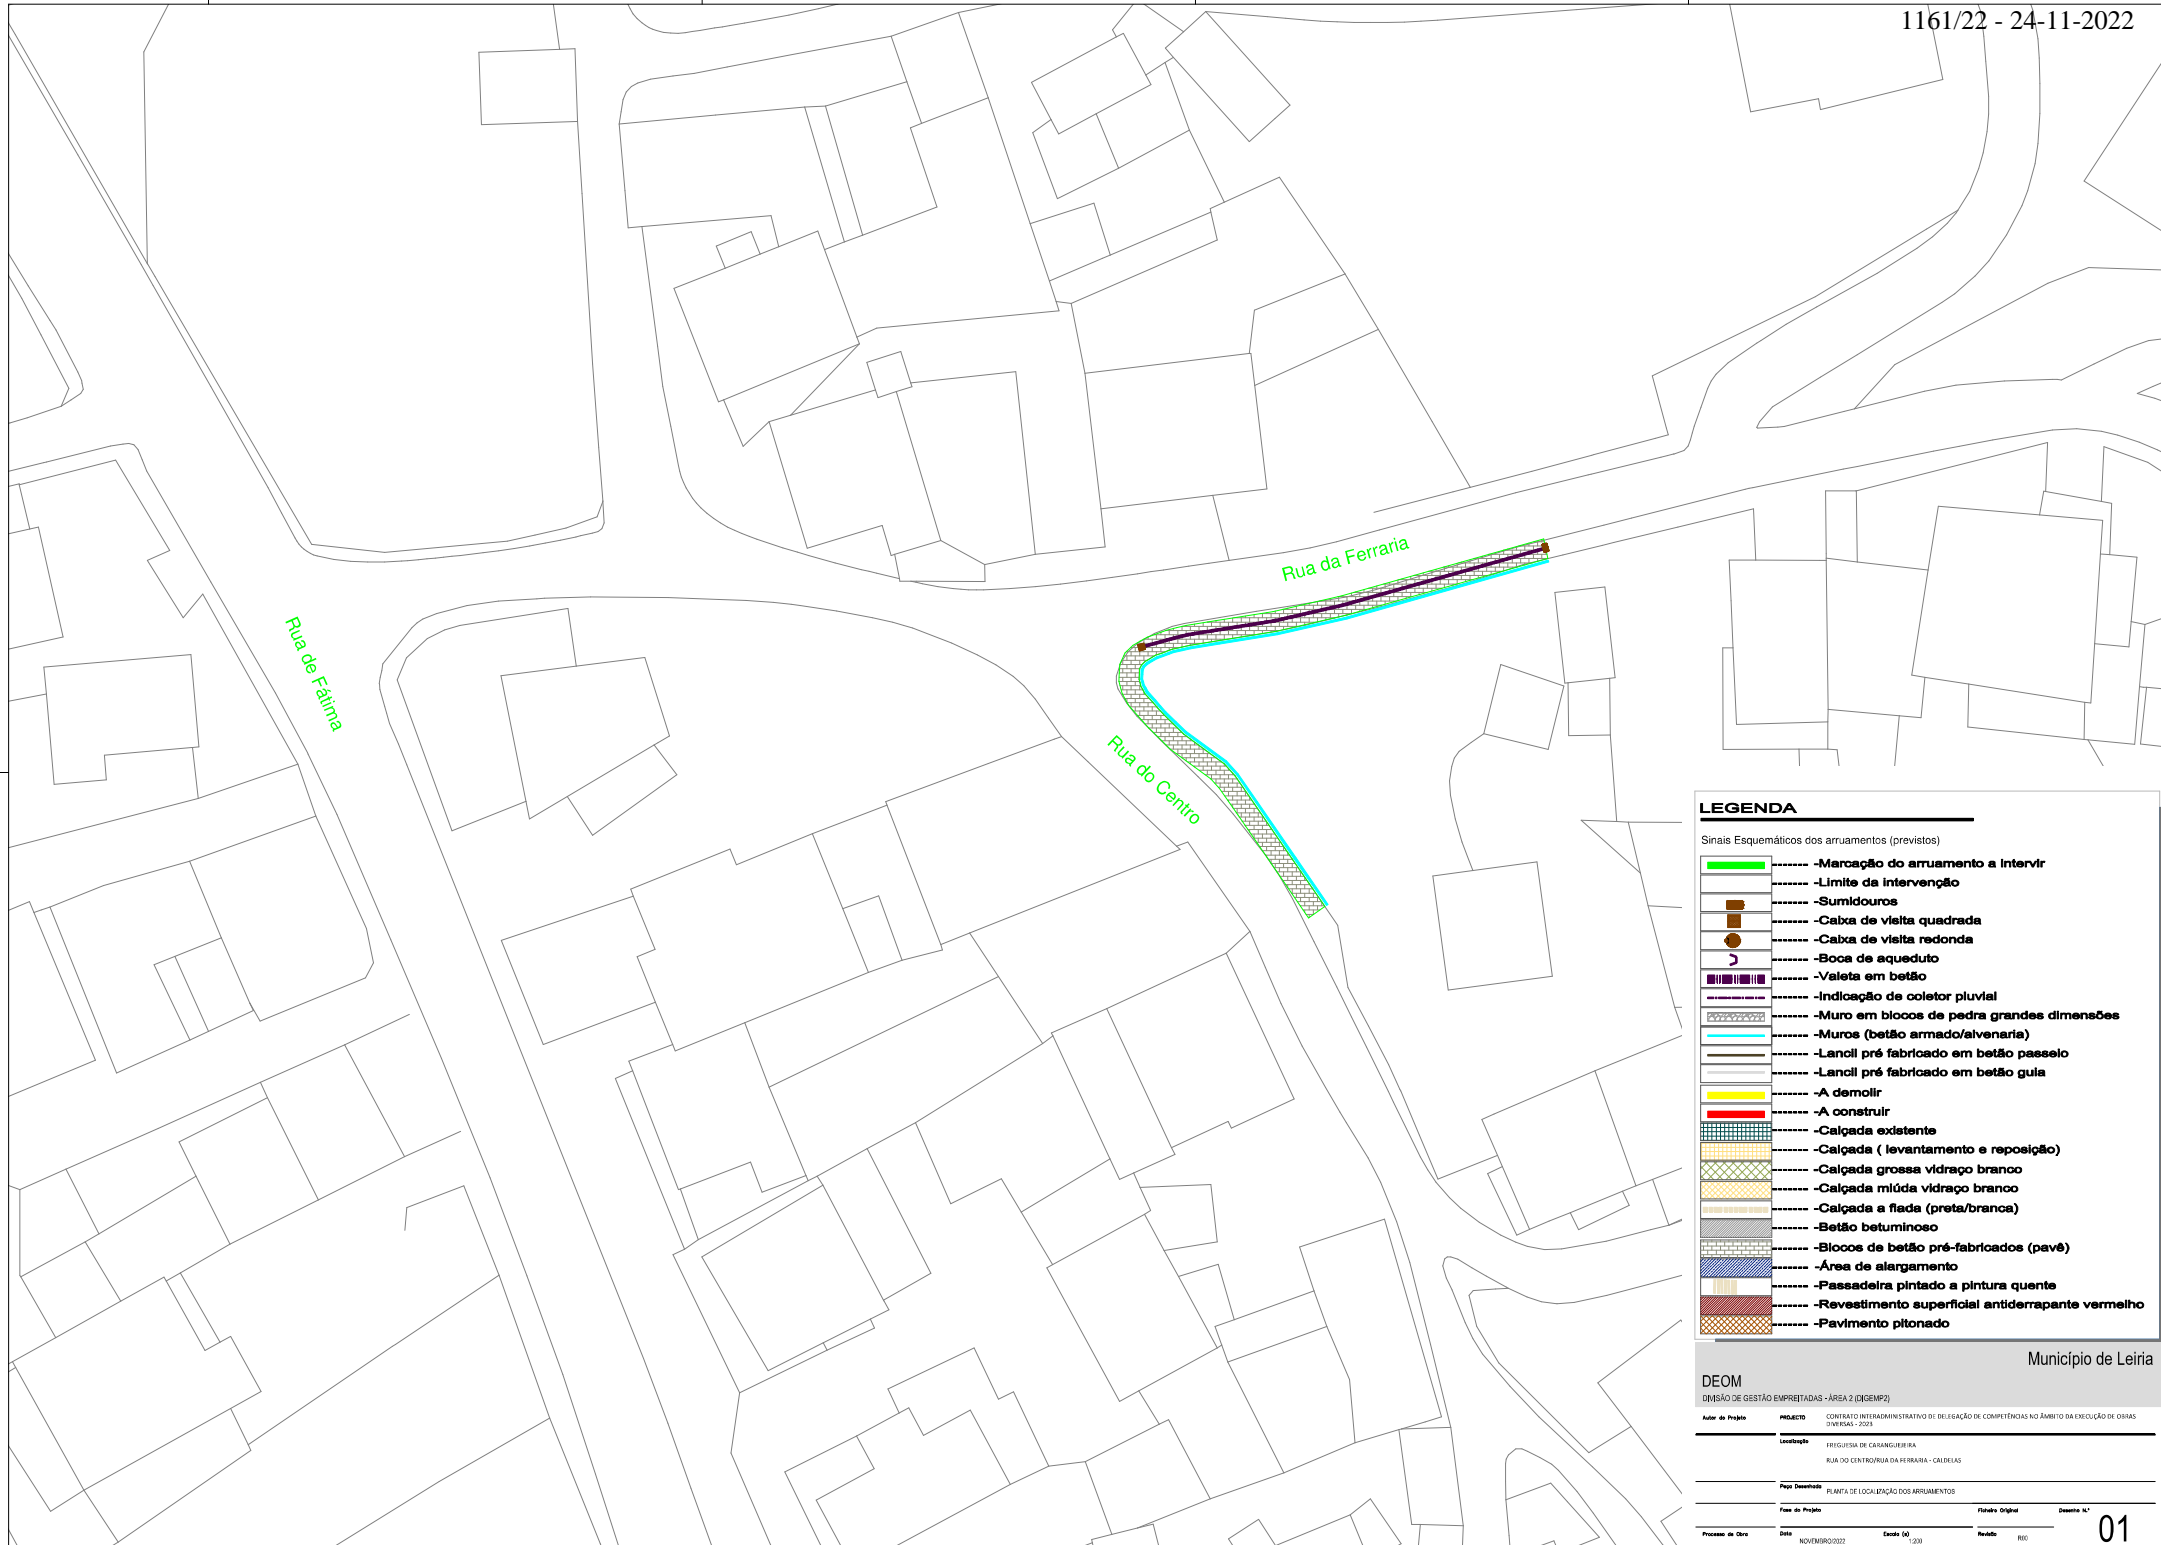 1161/22 - 24-11-2022
Rua da Ferraria
Rua de Fátima
Rua do Centro
LEGENDA
Sinais Esquemáticos dos arruamentos (previstos)
------- -Marcação do arruamento a intervir
------- -Limite da intervenção
------- -Sumidouros
------- -Caixa de visita quadrada
------- -Caixa de visita redonda
------- -Boca de aqueduto
------- -Valeta em betão
------- -Indicação de coletor pluvial
------- -Muro em blocos de pedra grandes dimensões
------- -Muros (betão armado/alvenaria)
------- -Lancil pré fabricado em betão passeio
------- -Lancil pré fabricado em betão guia
------- -A demolir
------- -A construir
------- -Calçada existente
------- -Calçada ( levantamento e reposição)
------- -Calçada grossa vidraço branco
------- -Calçada miúda vidraço branco
------- -Calçada a fiada (preta/branca)
------- -Betão betuminoso
------- -Blocos de betão pré-fabricados (pavê)
------- -Área de alargamento
------- -Passadeira pintado a pintura quente
------- -Revestimento superficial antiderrapante vermelho
------- -Pavimento pitonado
Município de Leiria
DEOM
DIVISÃO DE GESTÃO EMPREITADAS - ÁREA 2 (DIGEMP2)
Autor do Projeto PROJECTO CONTRATO INTERADMINISTRATIVO DE DELEGAÇÃO DE COMPETÊNCIAS NO ÂMBITO DA EXECUÇÃO DE OBRAS
DIVERSAS - 2023
Localização FREGUESIA DE CARANGUEJEIRA
RUA DO CENTRO/RUA DA FERRARIA - CALDELAS
Peça Desenhada PLANTA DE LOCALIZAÇÃO DOS ARRUAMENTOS
Fase do Projeto Ficheiro Original Desenho N.º
01
Processo de Obra Data NOVEMBRO/2022 Escala (s) 1:200 Revisão R00